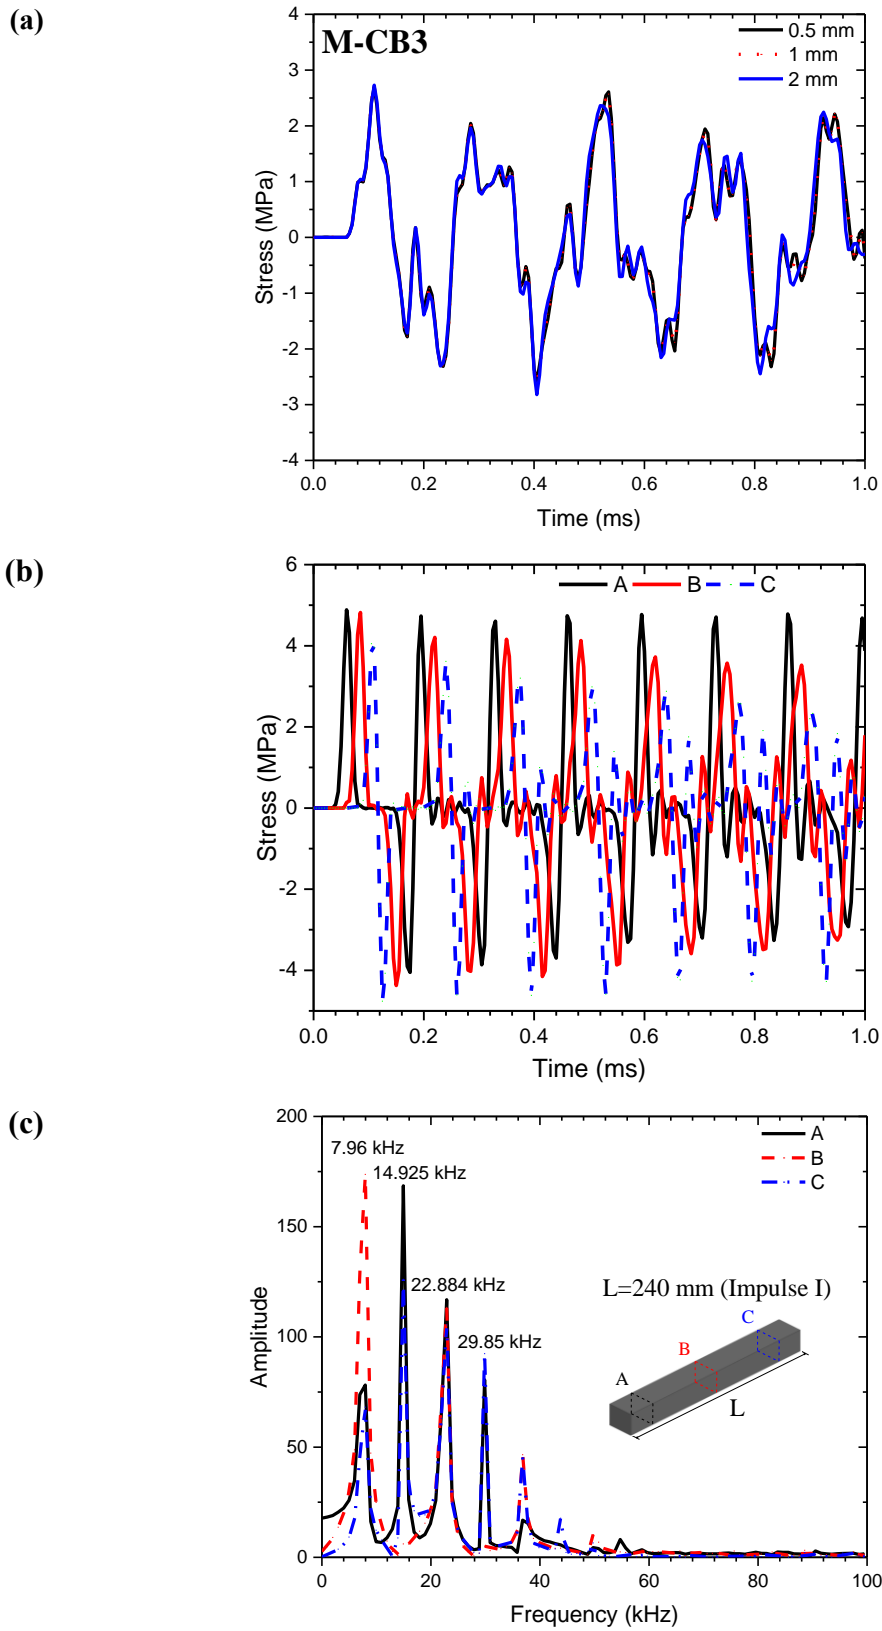 (a)
M-CB3
0.5 mm
1 mm
2 mm
4
3
2
1
0
-1
-2
-3
-4
Stress (MPa)
0.0 0.2 0.4 0.6 0.8 1.0
Time (ms)
(b)
A B C
6
4
2
0
-2
-4
Stress (MPa)
0.0 0.2 0.4 0.6 0.8 1.0
Time (ms)
(c)
A
B
C
200
150
100
50
0
Amplitude
7.96 kHz
14.925 kHz
22.884 kHz
29.85 kHz
L=240 mm (Impulse I)
C
B
A
L
0 20 40 60 80 100
Frequency (kHz)